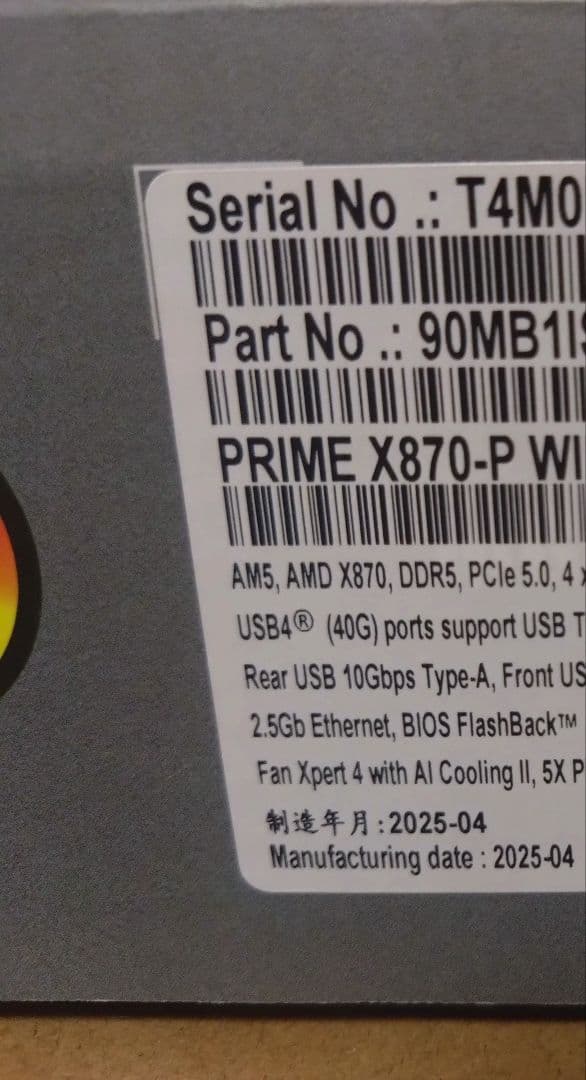 Serial No .: T4M0
Part No .: 90MB1I
PRIME X870-P WI
AM5, AMD X870, DDR5, PCIe 5.0, 4 x
USB4® (40G) ports support USB T
Rear USB 10Gbps Type-A, Front US
2.5Gb Ethernet, BIOS FlashBack™
Fan Xpert 4 with AI Cooling II, 5X P
制造年月:2025-04
Manufacturing date : 2025-04